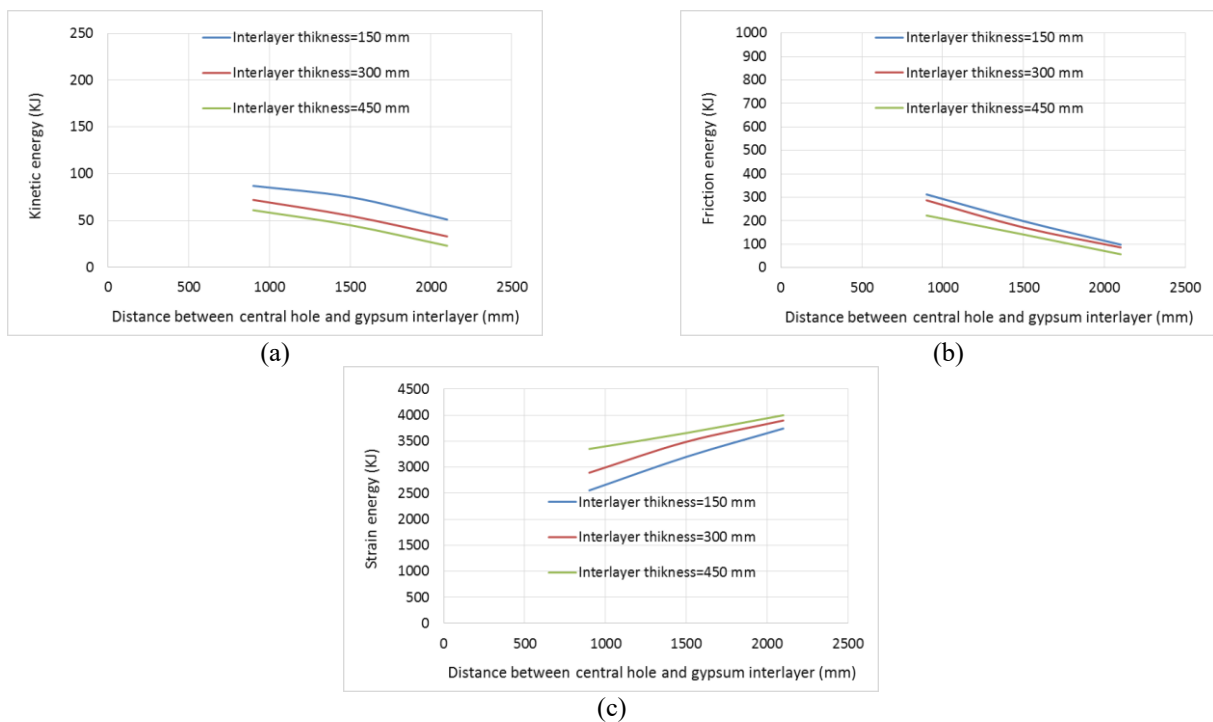 250
200
150
100
50
0
Kinetic energy (KJ)
Interlayer thikness=150 mm
Interlayer thikness=300 mm
Interlayer thikness=450 mm
0 500 1000 1500 2000 2500
Distance between central hole and gypsum interlayer (mm)
(a)
1000
900
800
700
600
500
400
300
200
100
0
Friction energy (KJ)
Interlayer thikness=150 mm
Interlayer thikness=300 mm
Interlayer thikness=450 mm
0 500 1000 1500 2000 2500
Distance between central hole and gypsum interlayer (mm)
(b)
4500
4000
3500
3000
2500
2000
1500
1000
500
0
Strain energy (KJ)
Interlayer thikness=150 mm
Interlayer thikness=300 mm
Interlayer thikness=450 mm
0 500 1000 1500 2000 2500
Distance between central hole and gypsum interlayer (mm)
(c)